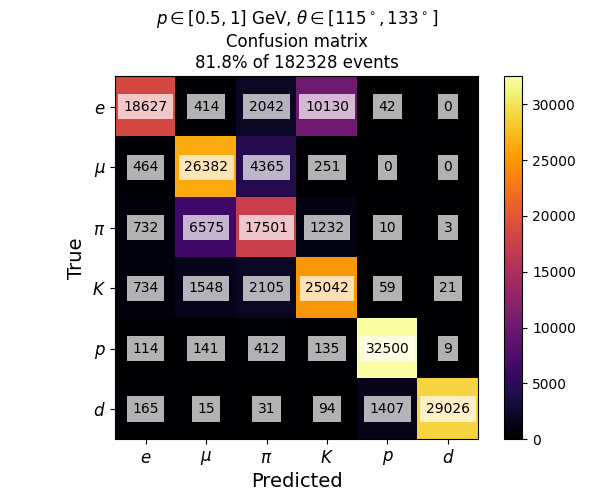 p ∈ [0.5, 1] GeV, θ ∈ [115°, 133°]
Confusion matrix
81.8% of 182328 events
e 18627 414 2042 10130 42 0
μ 464 26382 4365 251 0 0
π 732 6575 17501 1232 10 3
K 734 1548 2105 25042 59 21
p 114 141 412 135 32500 9
d 165 15 31 94 1407 29026
e μ π K p d
True
Predicted
30000
25000
20000
15000
10000
5000
0